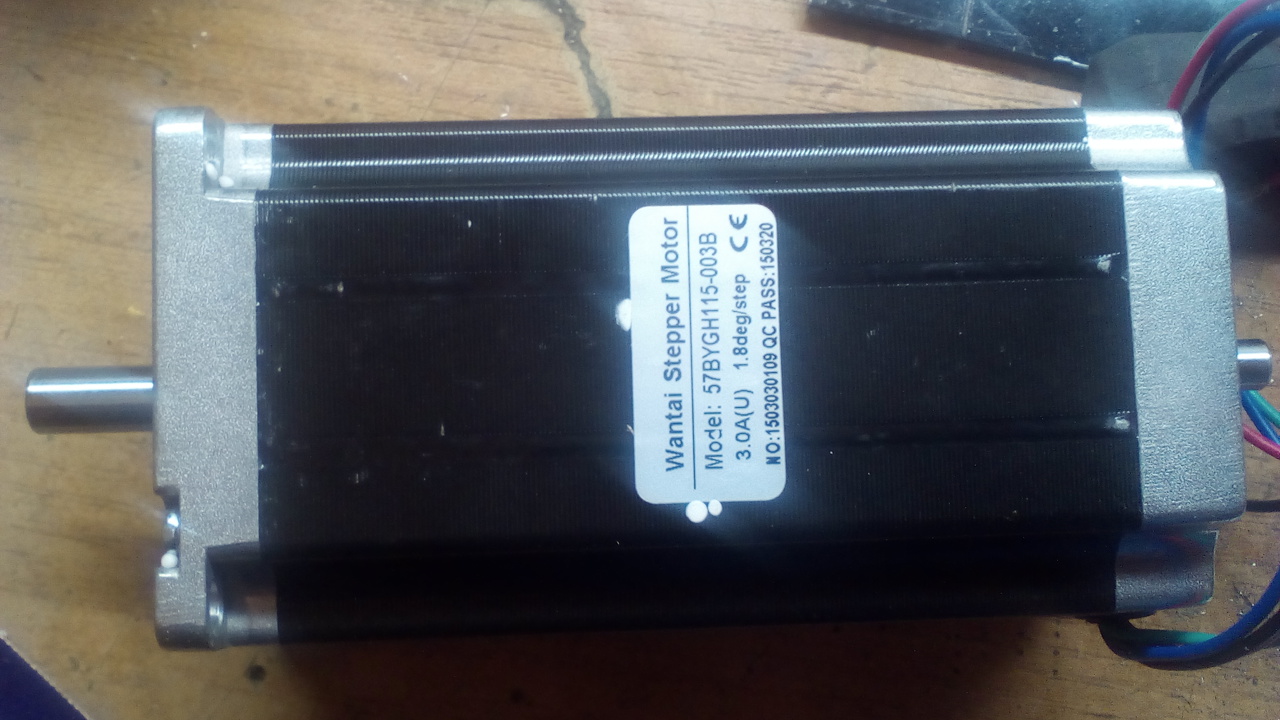 Wantai Stepper Motor
Model: 57BYGH115-003B
3.0A(U) 1.8deg/step CE
NO:1503030109 QC PASS:150320